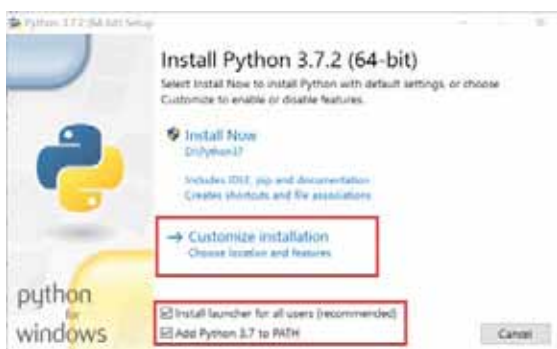 Python 3.7.2 (64-bit) Setup
Install Python 3.7.2 (64-bit)
Select Install Now to install Python with default settings, or choose
Customize to enable or disable features.
Install Now
D:\Python37
Includes IDLE, pip and documentation
Creates shortcuts and file associations
→ Customize installation
Choose location and features
python
for
windows
Install launcher for all users (recommended)
Add Python 3.7 to PATH
Cancel